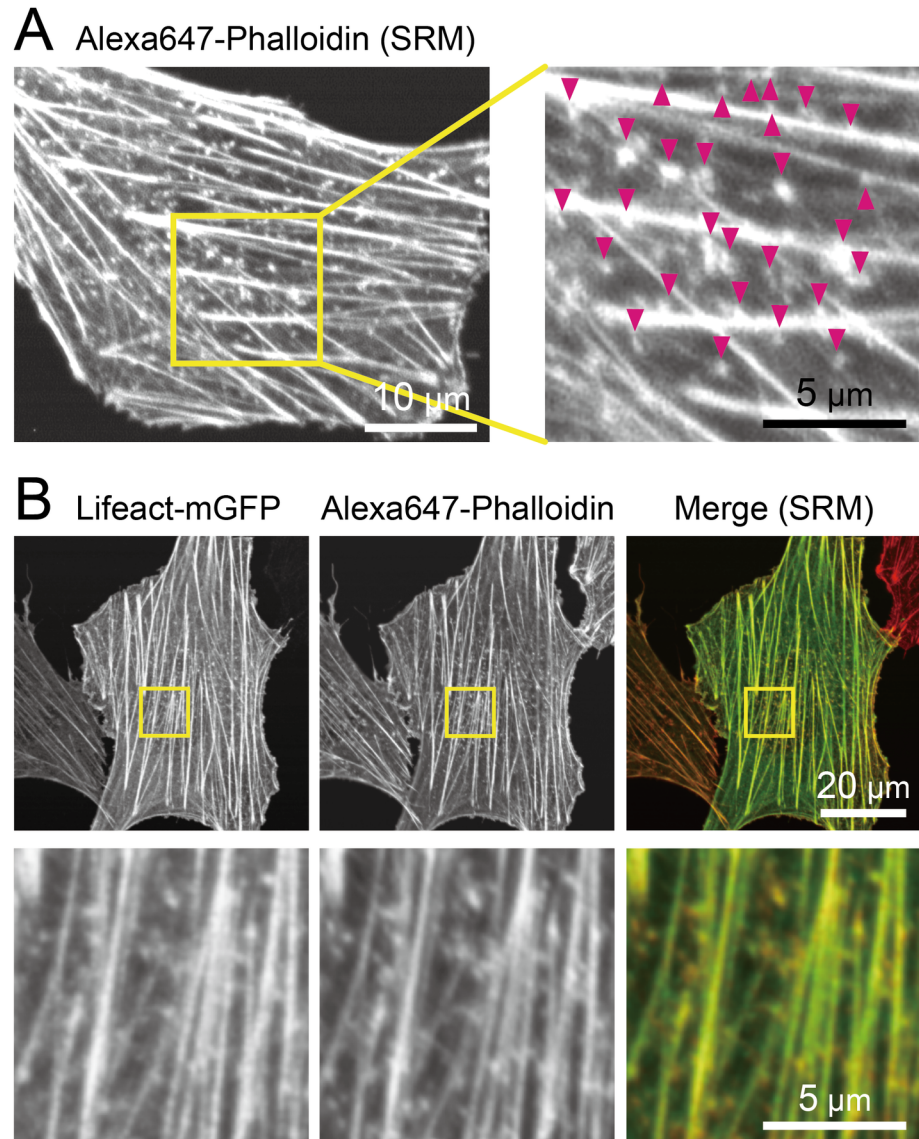 A Alexa647-Phalloidin (SRM)
10 µm
5 µm
B Lifeact-mGFP Alexa647-Phalloidin Merge (SRM)
20 µm
5 µm